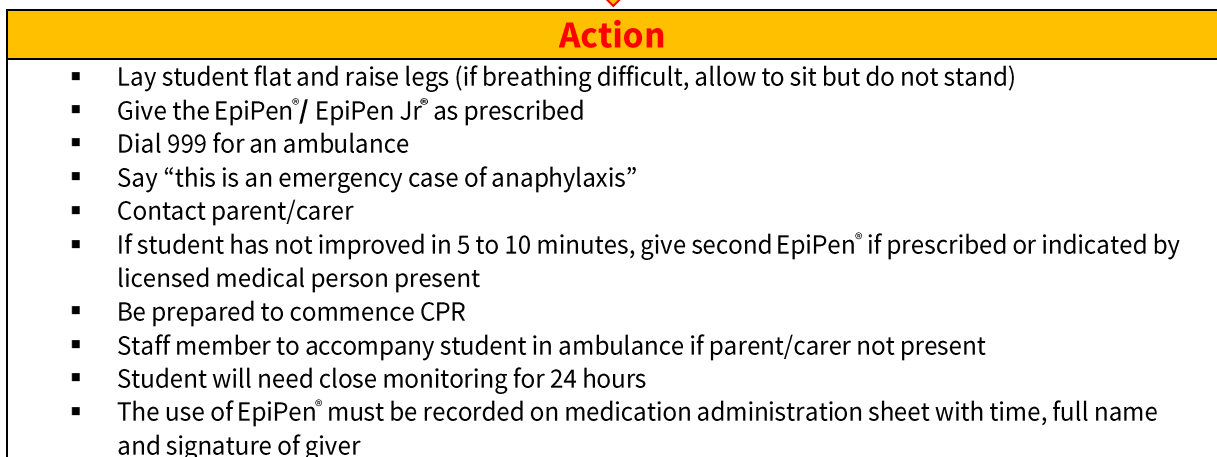 Action
▪ Lay student flat and raise legs (if breathing difficult, allow to sit but do not stand)
▪ Give the EpiPen®/ EpiPen Jr® as prescribed
▪ Dial 999 for an ambulance
▪ Say “this is an emergency case of anaphylaxis”
▪ Contact parent/carer
▪ If student has not improved in 5 to 10 minutes, give second EpiPen® if prescribed or indicated by
licensed medical person present
▪ Be prepared to commence CPR
▪ Staff member to accompany student in ambulance if parent/carer not present
▪ Student will need close monitoring for 24 hours
▪ The use of EpiPen® must be recorded on medication administration sheet with time, full name
and signature of giver